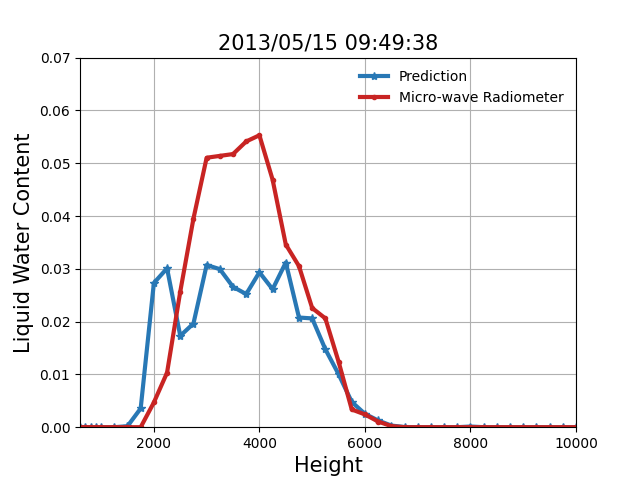 2013/05/15 09:49:38
Prediction
Micro-wave Radiometer
Liquid Water Content
0.07
0.06
0.05
0.04
0.03
0.02
0.01
0.00
2000 4000 6000 8000 10000
Height